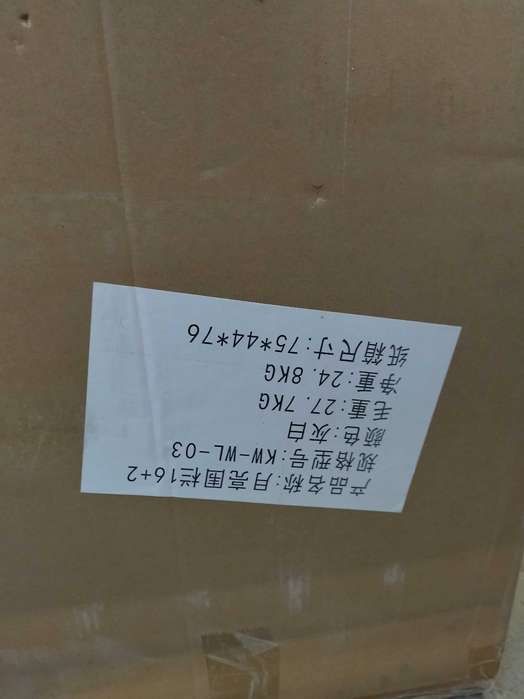 产品名称:月亮围栏16+2
规格型号:KW-WL-03
颜色:灰白
毛重:27.7KG
净重:24.8KG
纸箱尺寸:75*44*76